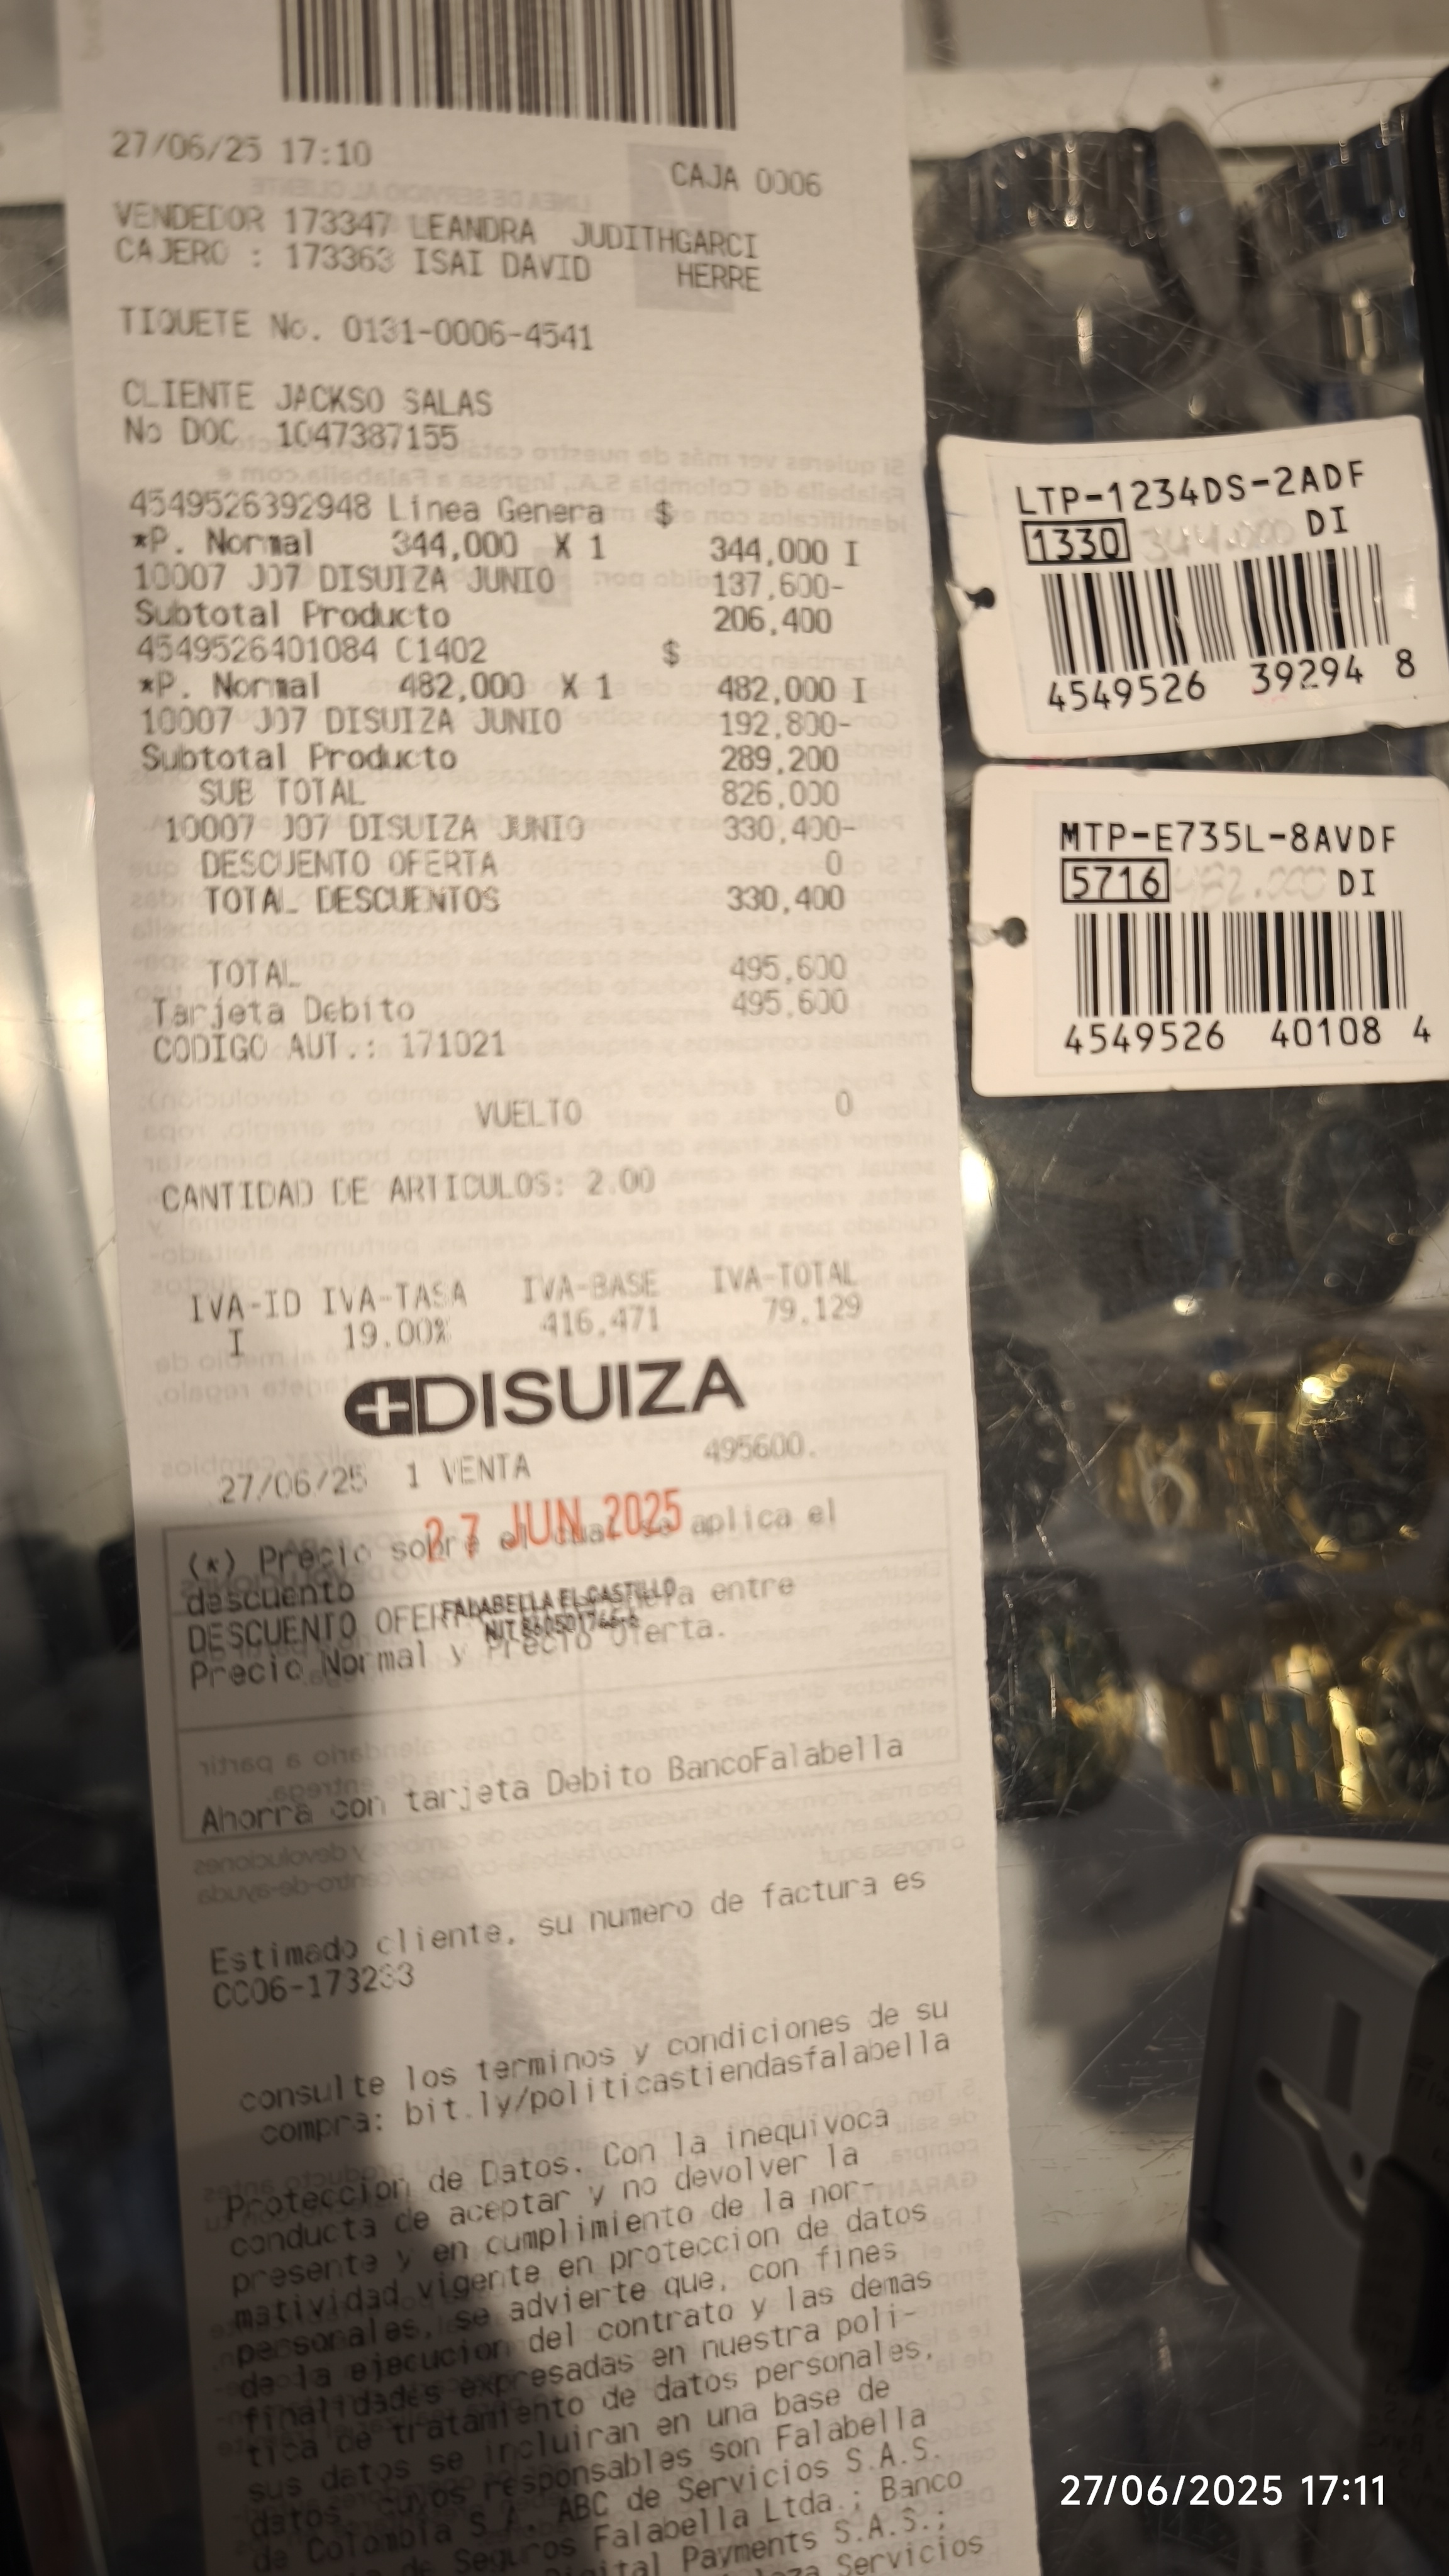 27/06/25 17:10 CAJA 0006
VENDEDOR 173347 LEANDRA JUDITHGARCI
CAJERO : 173363 ISAI DAVID HERRE
TIQUETE No. 0131-0006-4541
CLIENTE JACKSO SALAS
No DOC 1047387155
4549526392948 Linea Genera $
*P. Normal 344,000 X 1 344,000 I
10007 J07 DISUIZA JUNIO 137,600-
Subtotal Producto 206,400
4549526401084 C1402 $
*P. Normal 482,000 X 1 482,000 I
10007 J07 DISUIZA JUNIO 192,800-
Subtotal Producto 289,200
SUB TOTAL 826,000
10007 J07 DISUIZA JUNIO 330,400-
DESCUENTO OFERTA 0
TOTAL DESCUENTOS 330,400
TOTAL 495,600
Tarjeta Debito 495,600
CODIGO AUT.: 171021
VUELTO 0
CANTIDAD DE ARTICULOS: 2.00
IVA-ID IVA-TASA IVA-BASE IVA-TOTAL
I 19.00% 416,471 79,129
DISUIZA
27/06/25 1 VENTA 495600.
27 JUN 2025
(*) Precio sobre el cual se aplica el
descuento
FALABELLA EL CASTILLO
DESCUENTO OFERTA entre
Precio Normal y Precio Oferta.
Ahorra con tarjeta Debito BancoFalabella
Estimado cliente, su numero de factura es
CC06-173233
consulte los terminos y condiciones de su
compra: bit.ly/politicastiendasfalabella
Proteccion de Datos. Con la inequivoca
conducta de aceptar y no devolver la
presente y en cumplimiento de la nor-
matividad vigente en proteccion de datos
personales, se advierte que, con fines
de la ejecucion del contrato y las demas
finalidades expresadas en nuestra poli-
tica de tratamiento de datos personales,
sus datos se incluiran en una base de
datos, cuyos responsables son Falabella
de Colombia S.A. ABC de Servicios S.A.S.
de Seguros Falabella Ltda.; Banco
Digital Payments S.A.S.;
Servicios
LTP-1234DS-2ADF
1330 344.000 DI
4549526 39294 8
MTP-E735L-8AVDF
5716 482.000 DI
4549526 40108 4
27/06/2025 17:11